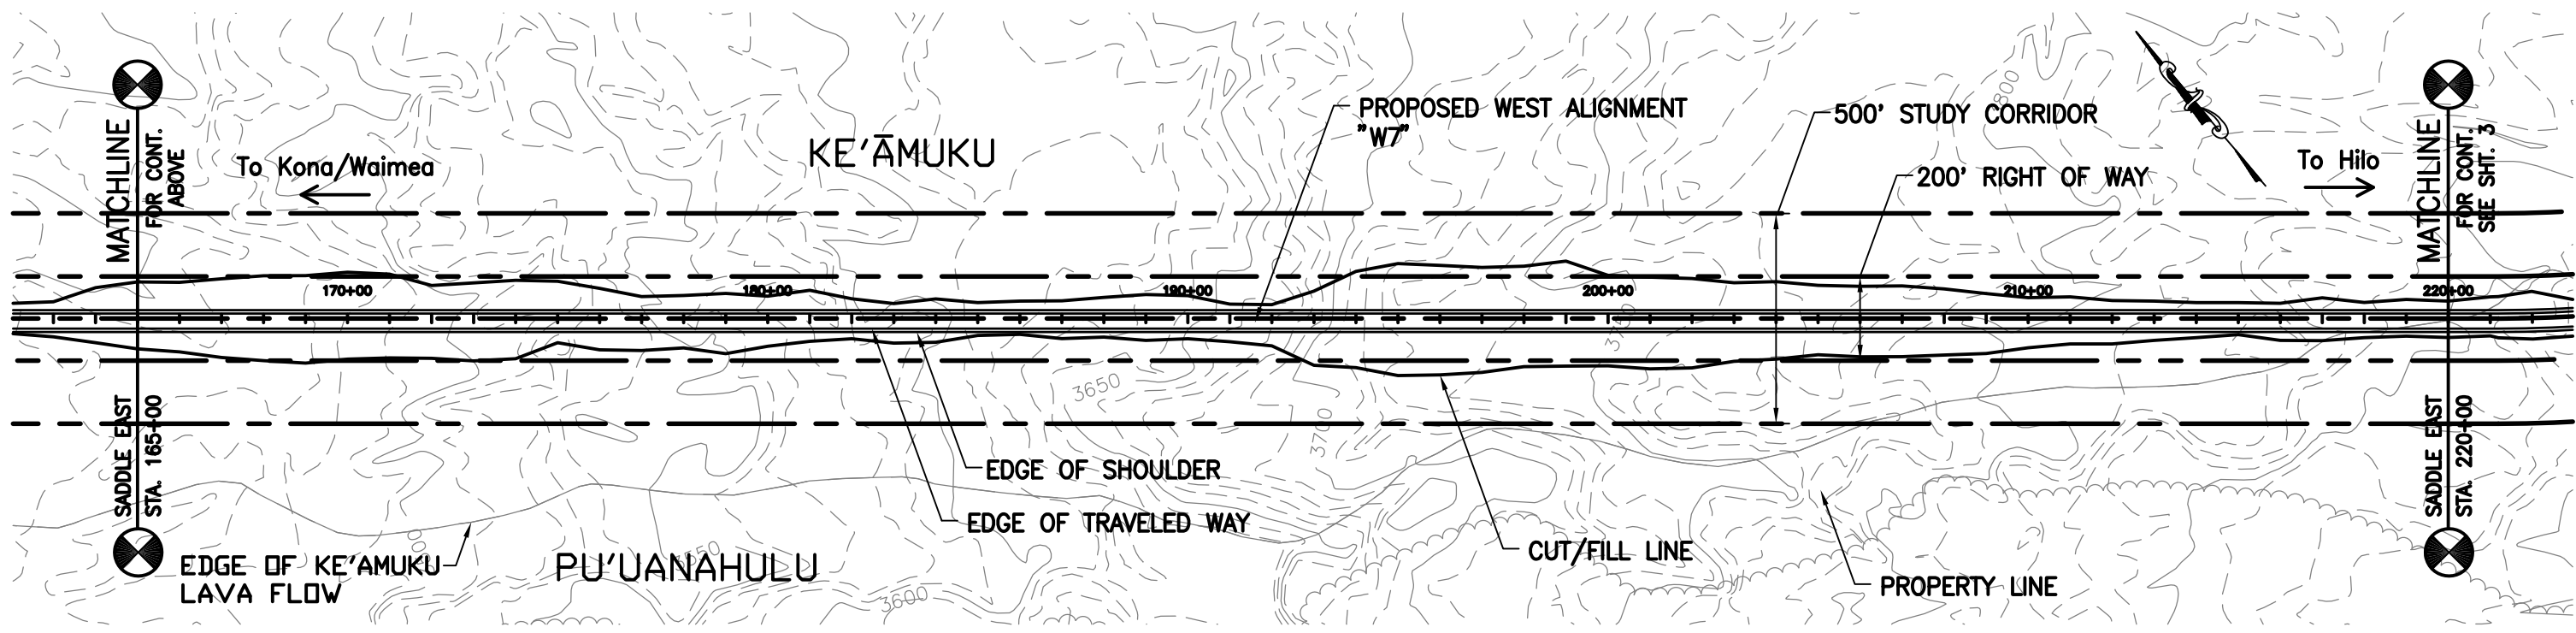 MATCHLINE
FOR CONT.
ABOVE
To Kona/Waimea
KE'ĀMUKU
PROPOSED WEST ALIGNMENT
"W7"
500' STUDY CORRIDOR
200' RIGHT OF WAY
800
To Hilo
MATCHLINE
FOR CONT.
SEE SHT. 3
170+00
180+00
190+00
200+00
210+00
220+00
3750
3650
3700
SADDLE EAST
STA. 165+00
EDGE OF SHOULDER
EDGE OF TRAVELED WAY
EDGE OF KE'AMUKU
LAVA FLOW
PU'UANAHULU
3650
3600
CUT/FILL LINE
PROPERTY LINE
SADDLE EAST
STA. 220+00